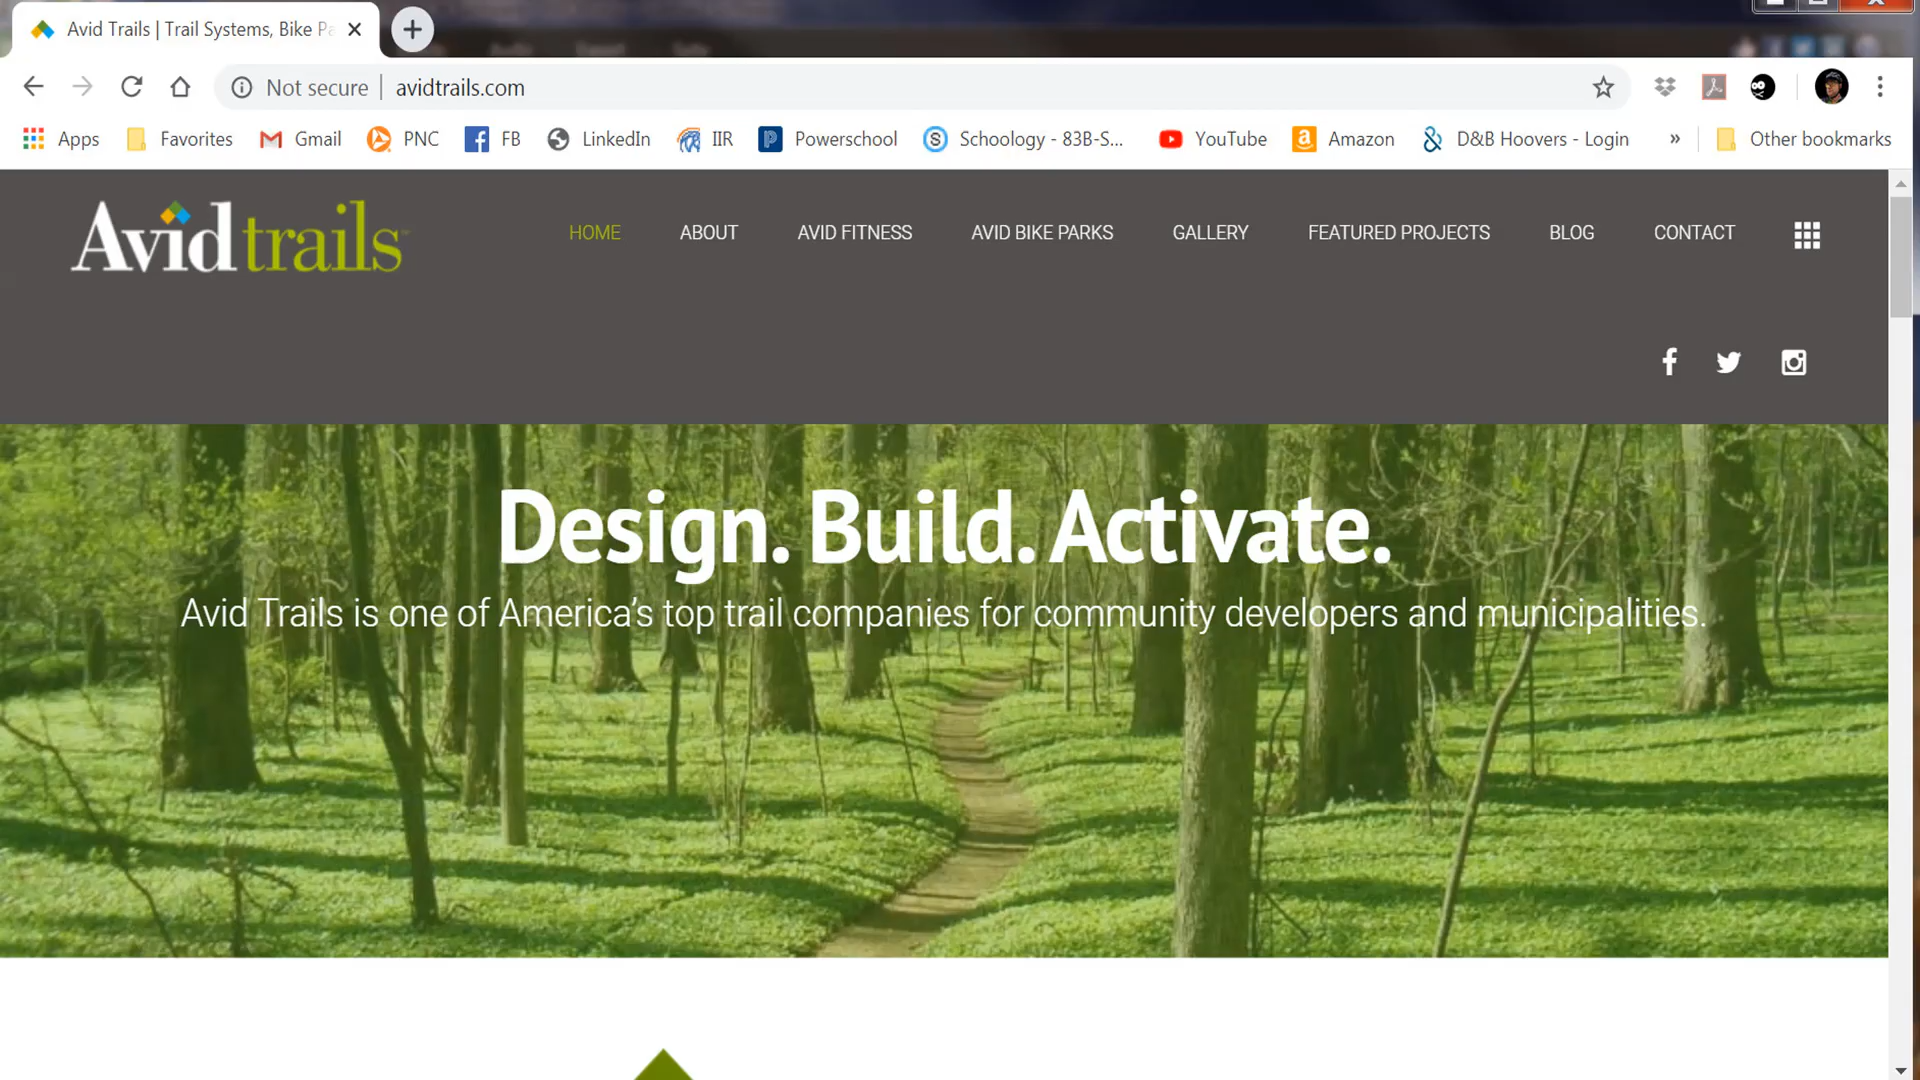 Avid Trails | Trail Systems, Bike Pa
Not secure | avidtrails.com
Apps Favorites Gmail PNC FB LinkedIn IIR Powerschool Schoology - 83B-S... YouTube Amazon D&B Hoovers - Login » Other bookmarks
Avidtrails
HOME ABOUT AVID FITNESS AVID BIKE PARKS GALLERY FEATURED PROJECTS BLOG CONTACT
Design. Build. Activate.
Avid Trails is one of America’s top trail companies for community developers and municipalities.